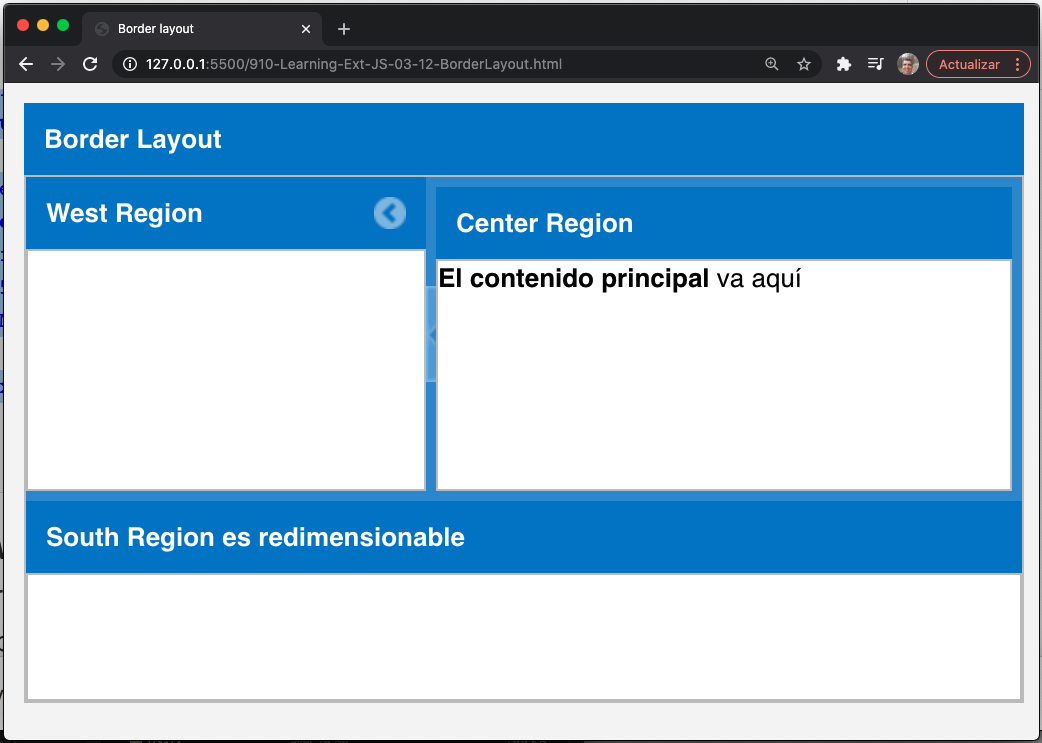 Border layout
127.0.0.1:5500/910-Learning-Ext-JS-03-12-BorderLayout.html
Actualizar
Border Layout
West Region
Center Region
El contenido principal va aquí
South Region es redimensionable